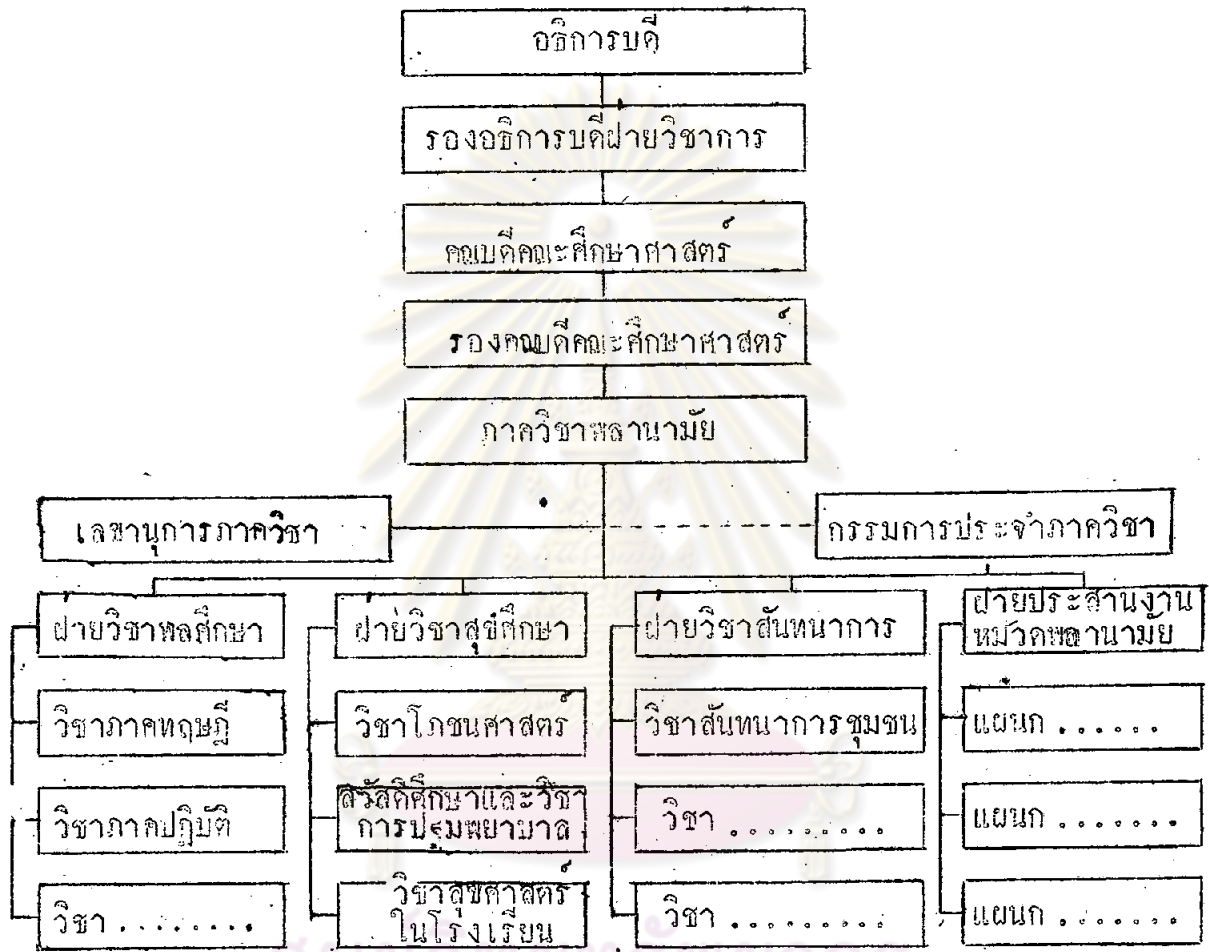 อธิการบดี
รองอธิการบดีฝ่ายวิชาการ
คณบดีคณะศึกษาศาสตร์
รองคณบดีคณะศึกษาศาสตร์
ภาควิชาพลานามัย
เลขานุการภาควิชา
กรรมการประจำภาควิชา
ฝ่ายวิชาพลศึกษา
วิชาภาคทฤษฎี
วิชาภาคปฏิบัติ
วิชา ........
ฝ่ายวิชาสุขศึกษา
วิชาโภชนศาสตร์
สวัสดิศึกษาและวิชา
การปฐมพยาบาล
วิชาสุขศาสตร์
ในโรงเรียน
ฝ่ายวิชาสันทนาการ
วิชาสันทนาการชุมชน
วิชา .........
วิชา .........
ฝ่ายประสานงาน
หมวดพลานามัย
แผนก ......
แผนก .......
แผนก .......